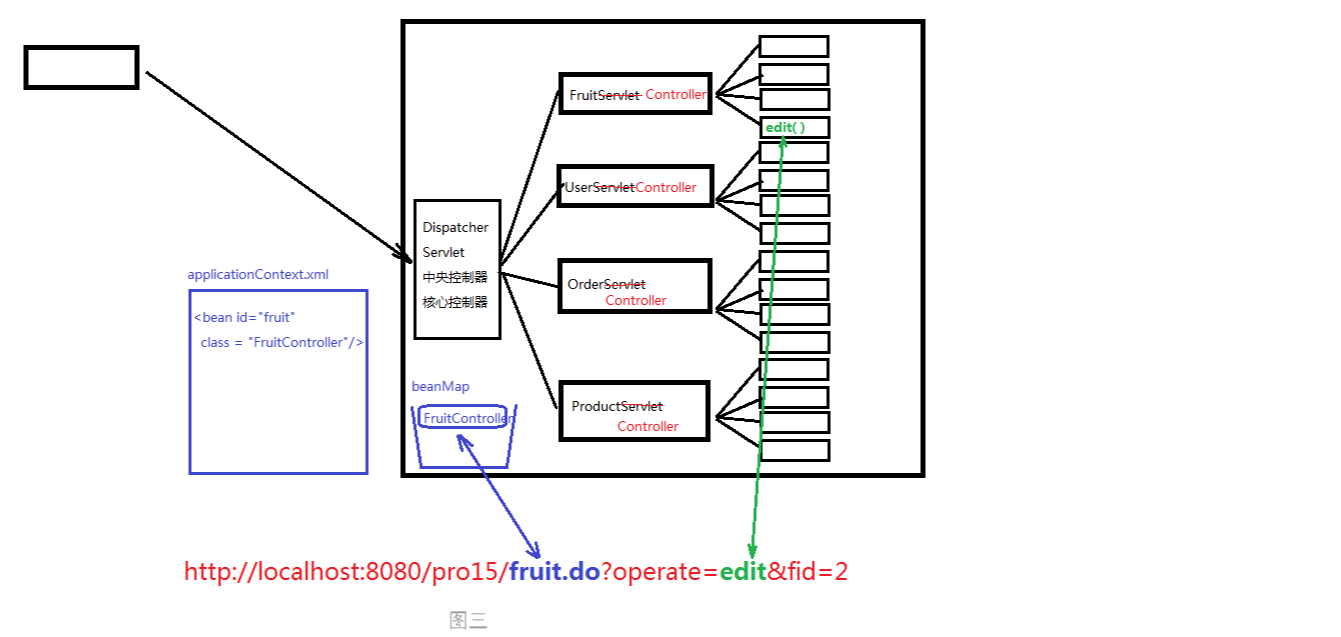 FruitServlet Controller
edit( )
UserServletController
Dispatcher
Servlet
中央控制器
核心控制器
applicationContext.xml
<bean id="fruit"
class = "FruitController"/>
OrderServlet
Controller
beanMap
FruitController
ProductServlet
Controller
http://localhost:8080/pro15/fruit.do?operate=edit&fid=2
图三